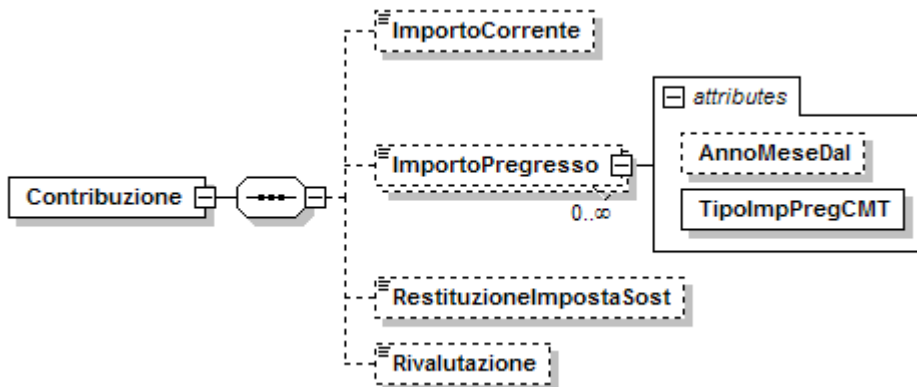 ImportoCorrente
attributes
AnnoMeseDal
ImportoPregresso
Contribuzione
TipoImpPregCMT
0..∞
RestituzioneImpostaSost
Rivalutazione